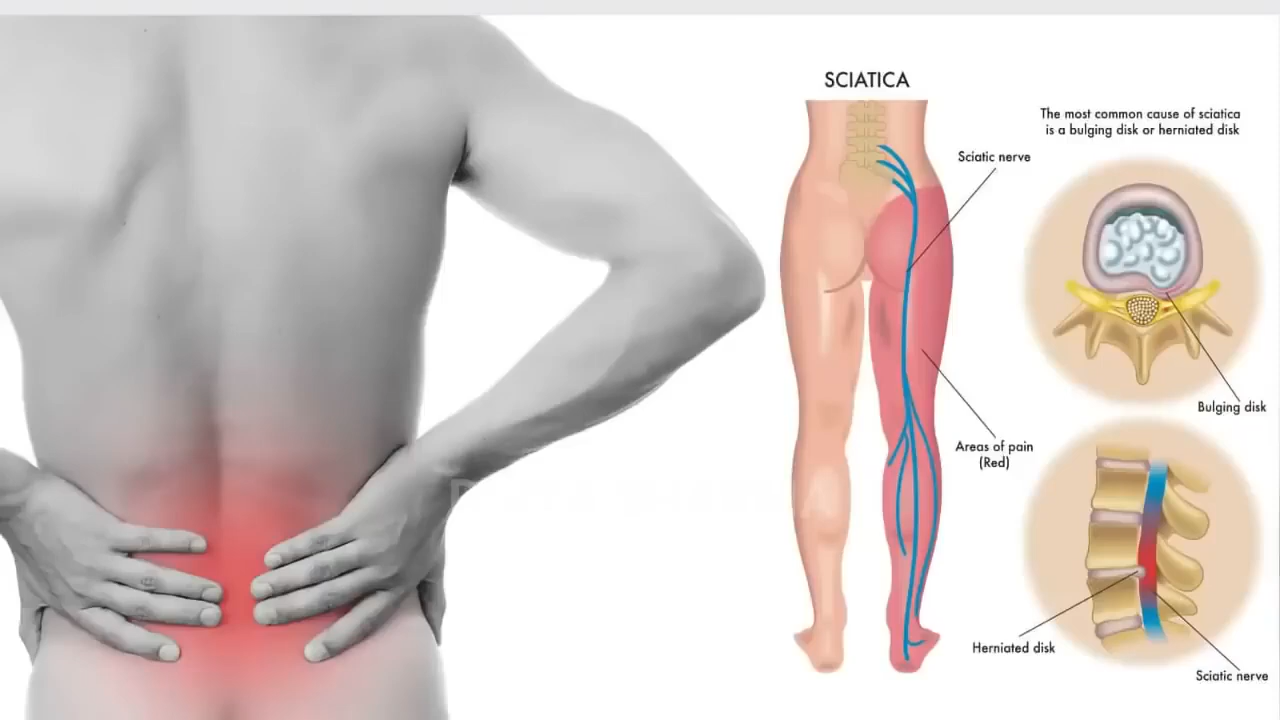 SCIATICA
The most common cause of sciatica
is a bulging disk or herniated disk
Sciatic nerve
Bulging disk
Areas of pain
(Red)
Herniated disk
Sciatic nerve